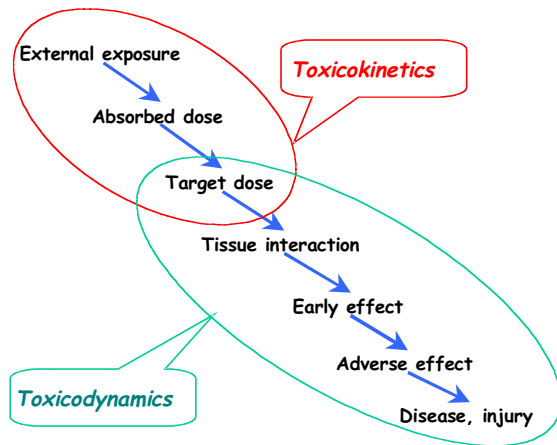 External exposure
Toxicokinetics
Absorbed dose
Target dose
Tissue interaction
Early effect
Adverse effect
Toxicodynamics
Disease, injury